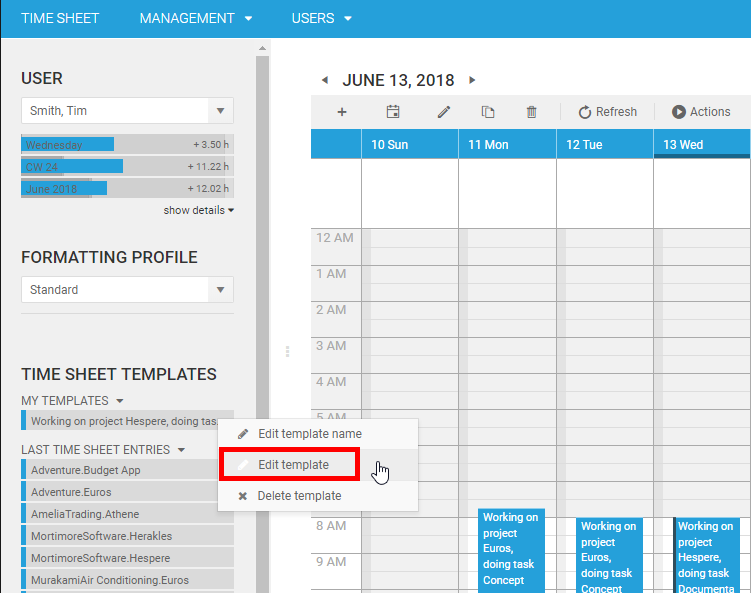 TIME SHEET MANAGEMENT USERS
USER
Smith, Tim
Wednesday + 3.50 h
CW 24 + 11.22 h
June 2018 + 12.02 h
show details
FORMATTING PROFILE
Standard
TIME SHEET TEMPLATES
MY TEMPLATES
Working on project Hespere, doing tas...
LAST TIME SHEET ENTRIES
Adventure.Budget App
Adventure.Euros
AmeliaTrading.Athene
MortimoreSoftware.Herakles
MortimoreSoftware.Hespere
MurakamiAir Conditioning.Euros
Edit template name
Edit template
Delete template
JUNE 13, 2018
Refresh Actions
10 Sun 11 Mon 12 Tue 13 Wed
12 AM
1 AM
2 AM
3 AM
4 AM
5 AM
8 AM
9 AM
Working on
project
Euros,
doing task
Concept
Working on
project
Euros,
doing task
Concept
Working on
project
Hespere,
doing task
Documenta